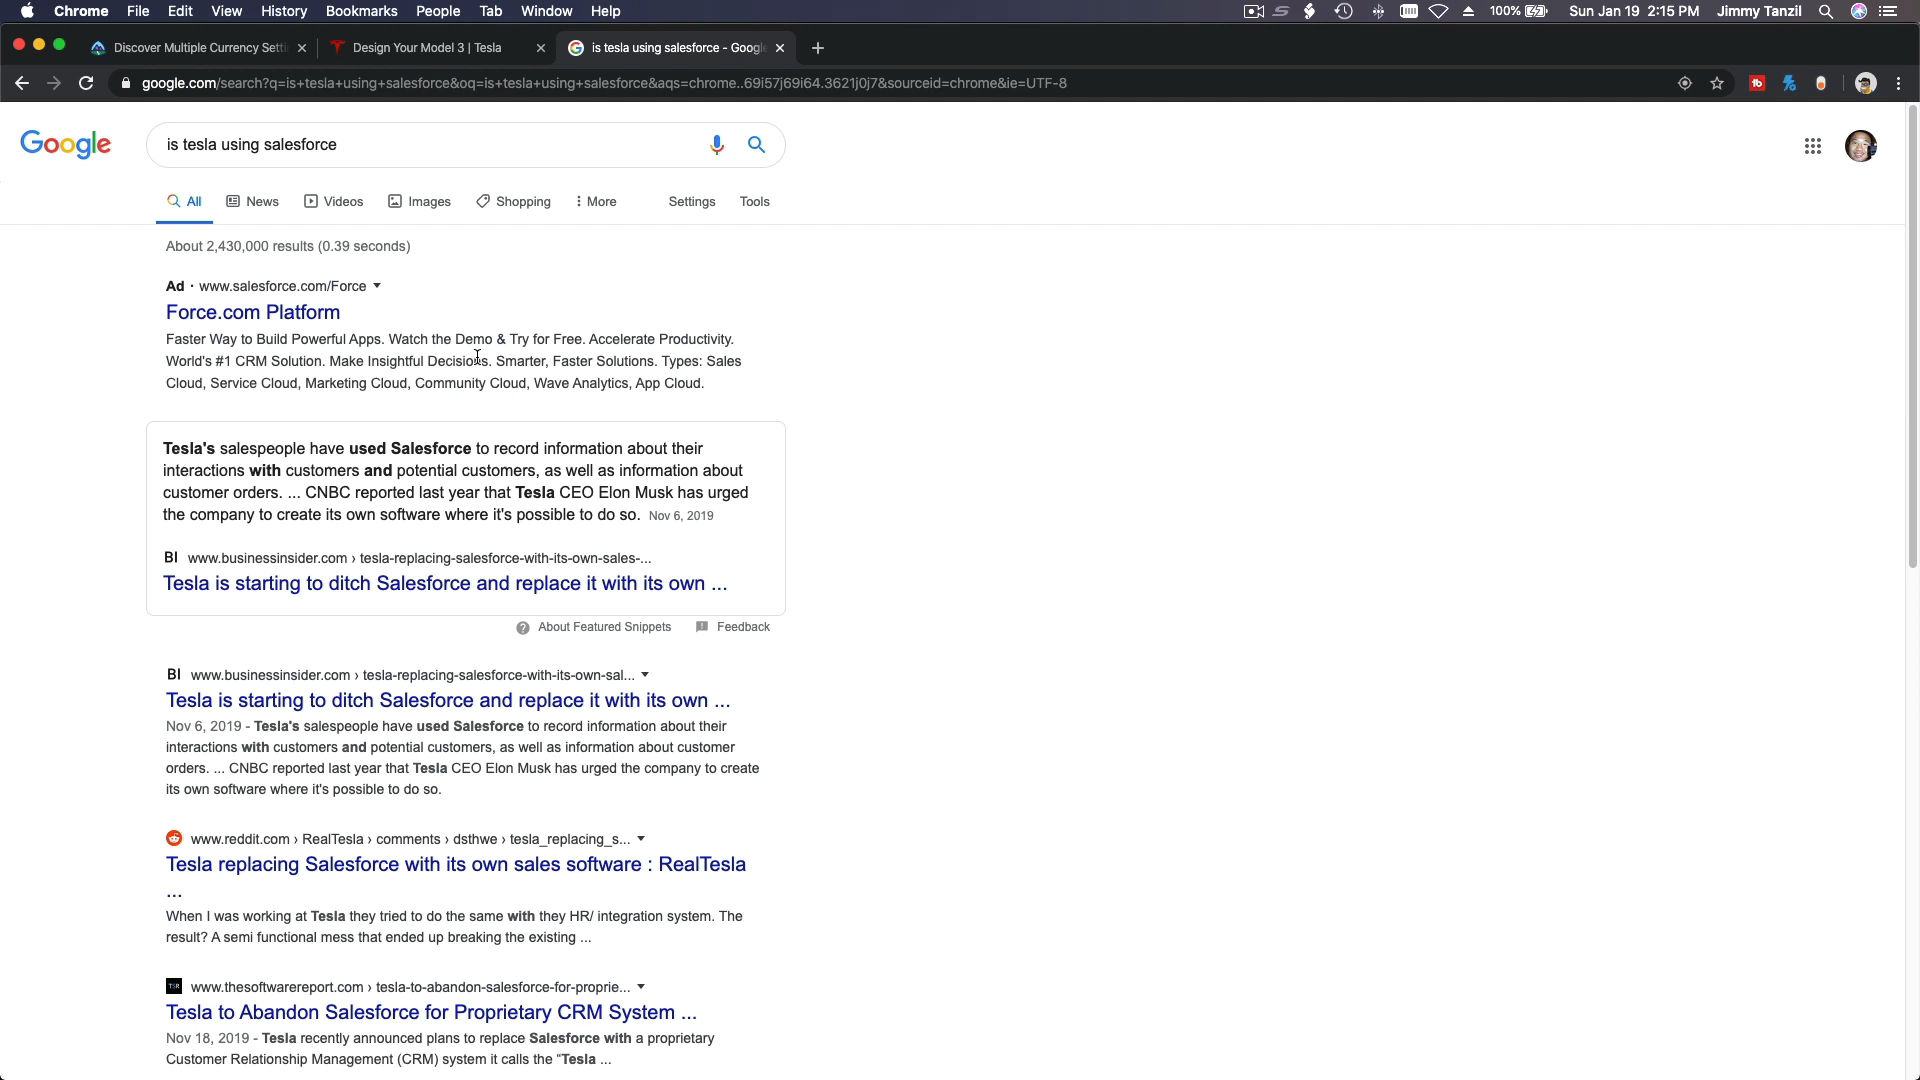 Chrome File Edit View History Bookmarks People Tab Window Help 100% Sun Jan 19 2:15 PM Jimmy Tanzil
Discover Multiple Currency Setti Design Your Model 3 | Tesla is tesla using salesforce - Googl
google.com/search?q=is+tesla+using+salesforce&oq=is+tesla+using+salesforce&aqs=chrome..69i57j69i64.3621j0j7&sourceid=chrome&ie=UTF-8
Google is tesla using salesforce
All News Videos Images Shopping More Settings Tools
About 2,430,000 results (0.39 seconds)
Ad · www.salesforce.com/Force
Force.com Platform
Faster Way to Build Powerful Apps. Watch the Demo & Try for Free. Accelerate Productivity.
World's #1 CRM Solution. Make Insightful Decisions. Smarter, Faster Solutions. Types: Sales
Cloud, Service Cloud, Marketing Cloud, Community Cloud, Wave Analytics, App Cloud.
Tesla's salespeople have used Salesforce to record information about their
interactions with customers and potential customers, as well as information about
customer orders. ... CNBC reported last year that Tesla CEO Elon Musk has urged
the company to create its own software where it's possible to do so. Nov 6, 2019
BI www.businessinsider.com › tesla-replacing-salesforce-with-its-own-sales-...
Tesla is starting to ditch Salesforce and replace it with its own ...
About Featured Snippets Feedback
BI www.businessinsider.com › tesla-replacing-salesforce-with-its-own-sal...
Tesla is starting to ditch Salesforce and replace it with its own ...
Nov 6, 2019 - Tesla's salespeople have used Salesforce to record information about their
interactions with customers and potential customers, as well as information about customer
orders. ... CNBC reported last year that Tesla CEO Elon Musk has urged the company to create
its own software where it's possible to do so.
www.reddit.com › RealTesla › comments › dsthwe › tesla_replacing_s...
Tesla replacing Salesforce with its own sales software : RealTesla
...
When I was working at Tesla they tried to do the same with they HR/ integration system. The
result? A semi functional mess that ended up breaking the existing ...
TSR www.thesoftwarereport.com › tesla-to-abandon-salesforce-for-proprie...
Tesla to Abandon Salesforce for Proprietary CRM System ...
Nov 18, 2019 - Tesla recently announced plans to replace Salesforce with a proprietary
Customer Relationship Management (CRM) system it calls the "Tesla ...